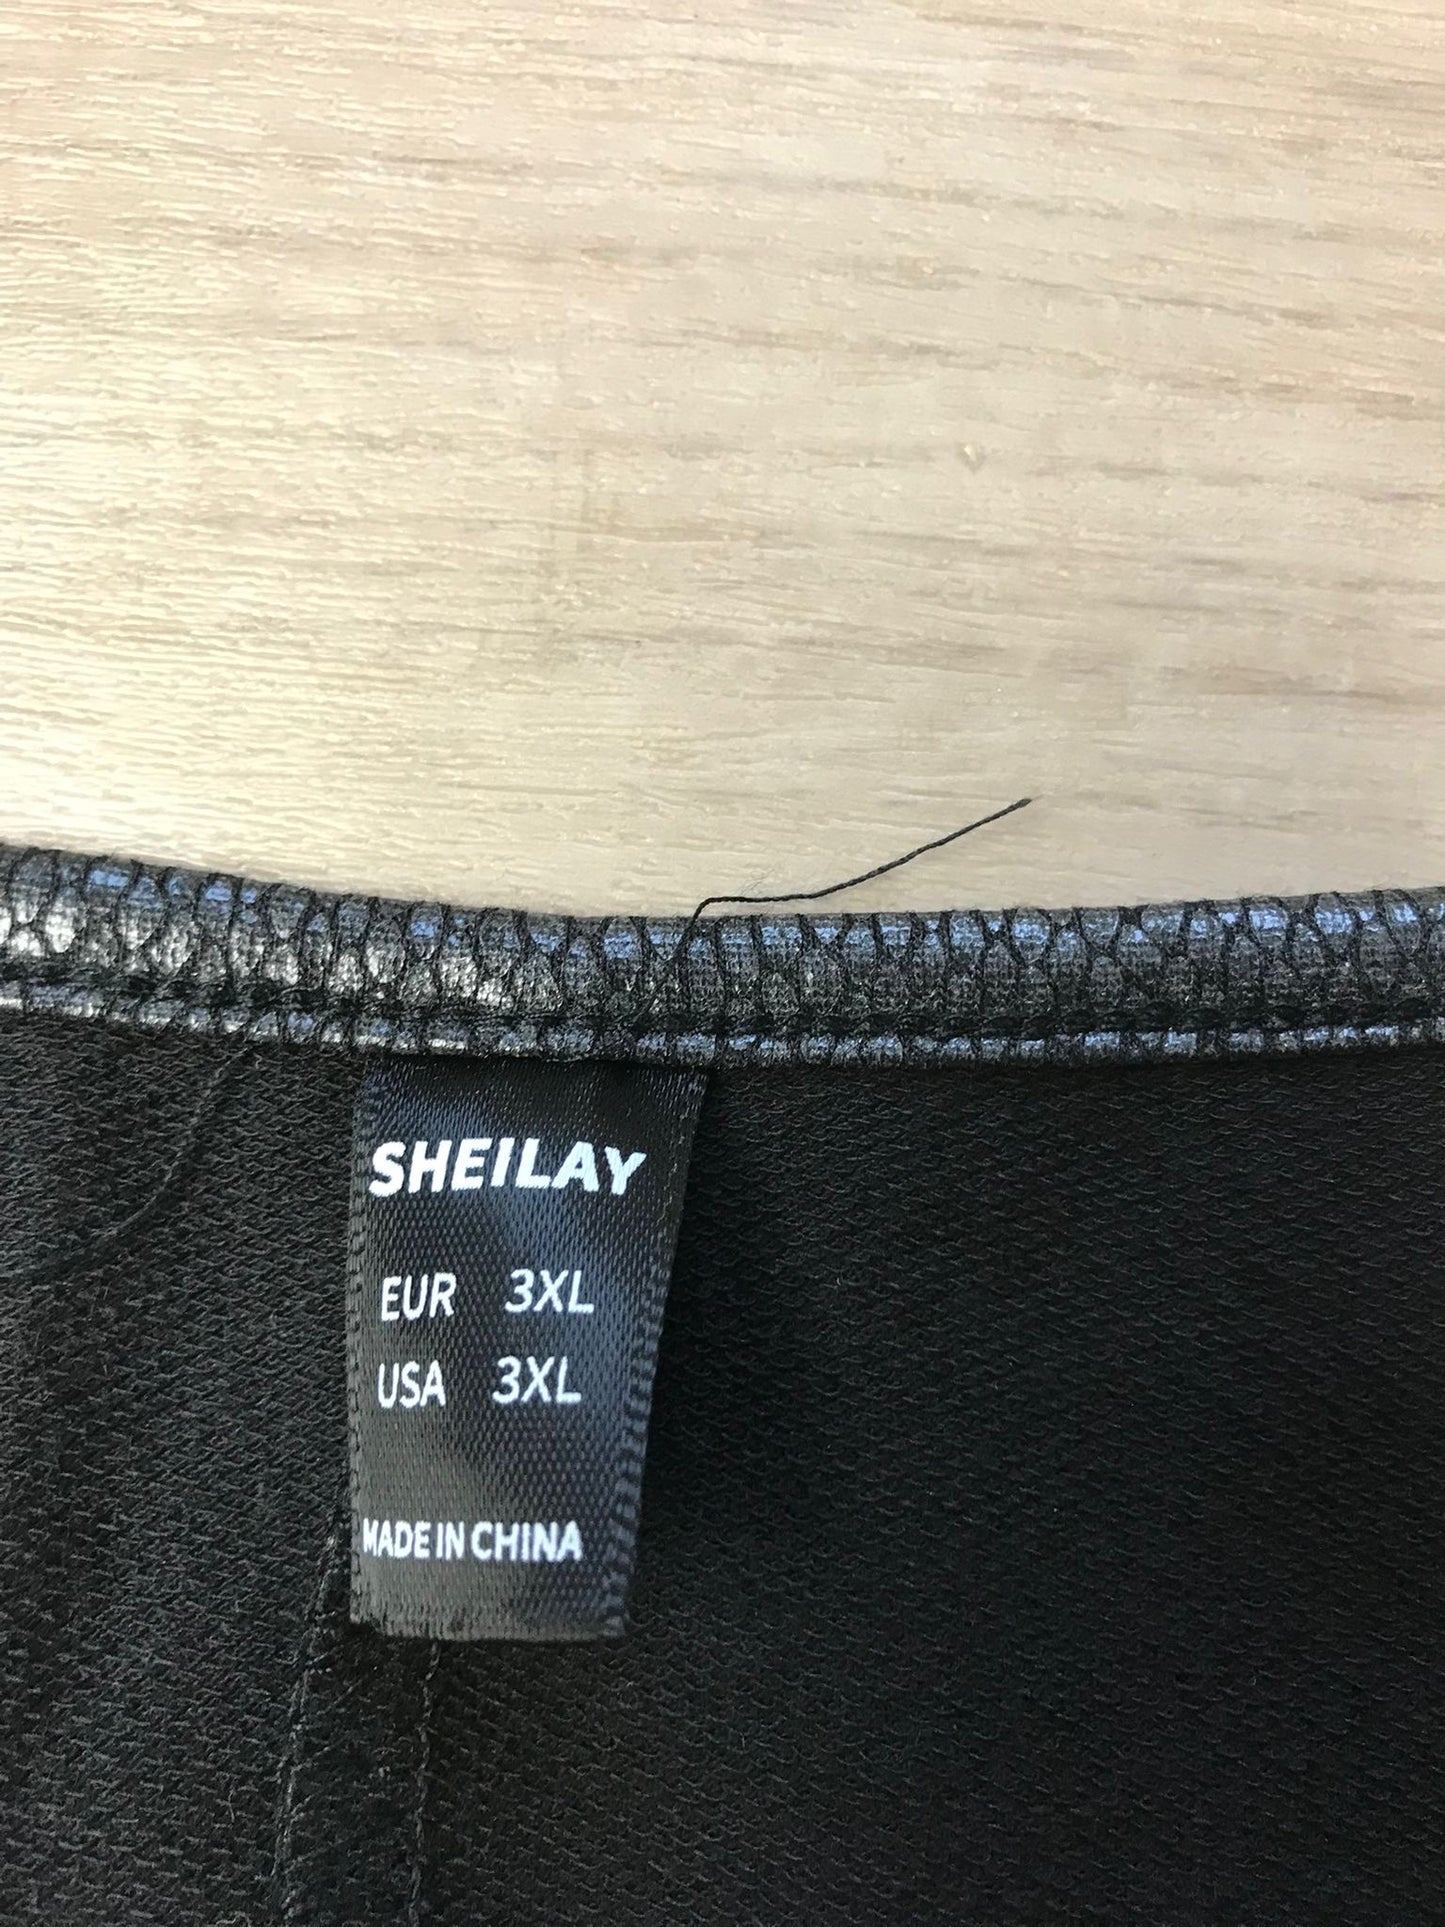 SHEILAY
EUR 3XL
USA 3XL
MADE IN CHINA